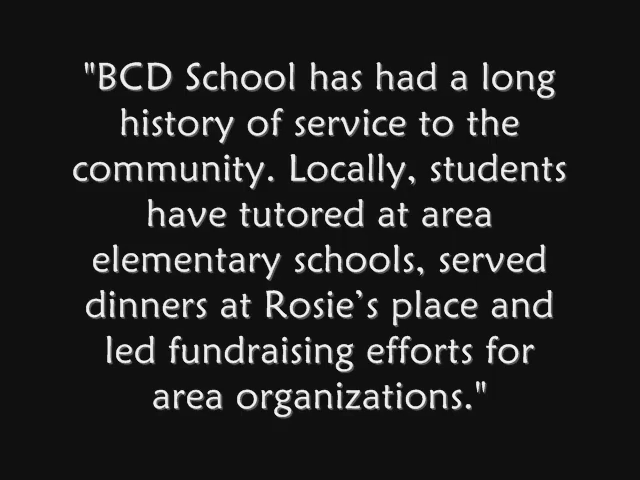 "BCD School has had a long
history of service to the
community. Locally, students
have tutored at area
elementary schools, served
dinners at Rosie's place and
led fundraising efforts for
area organizations."